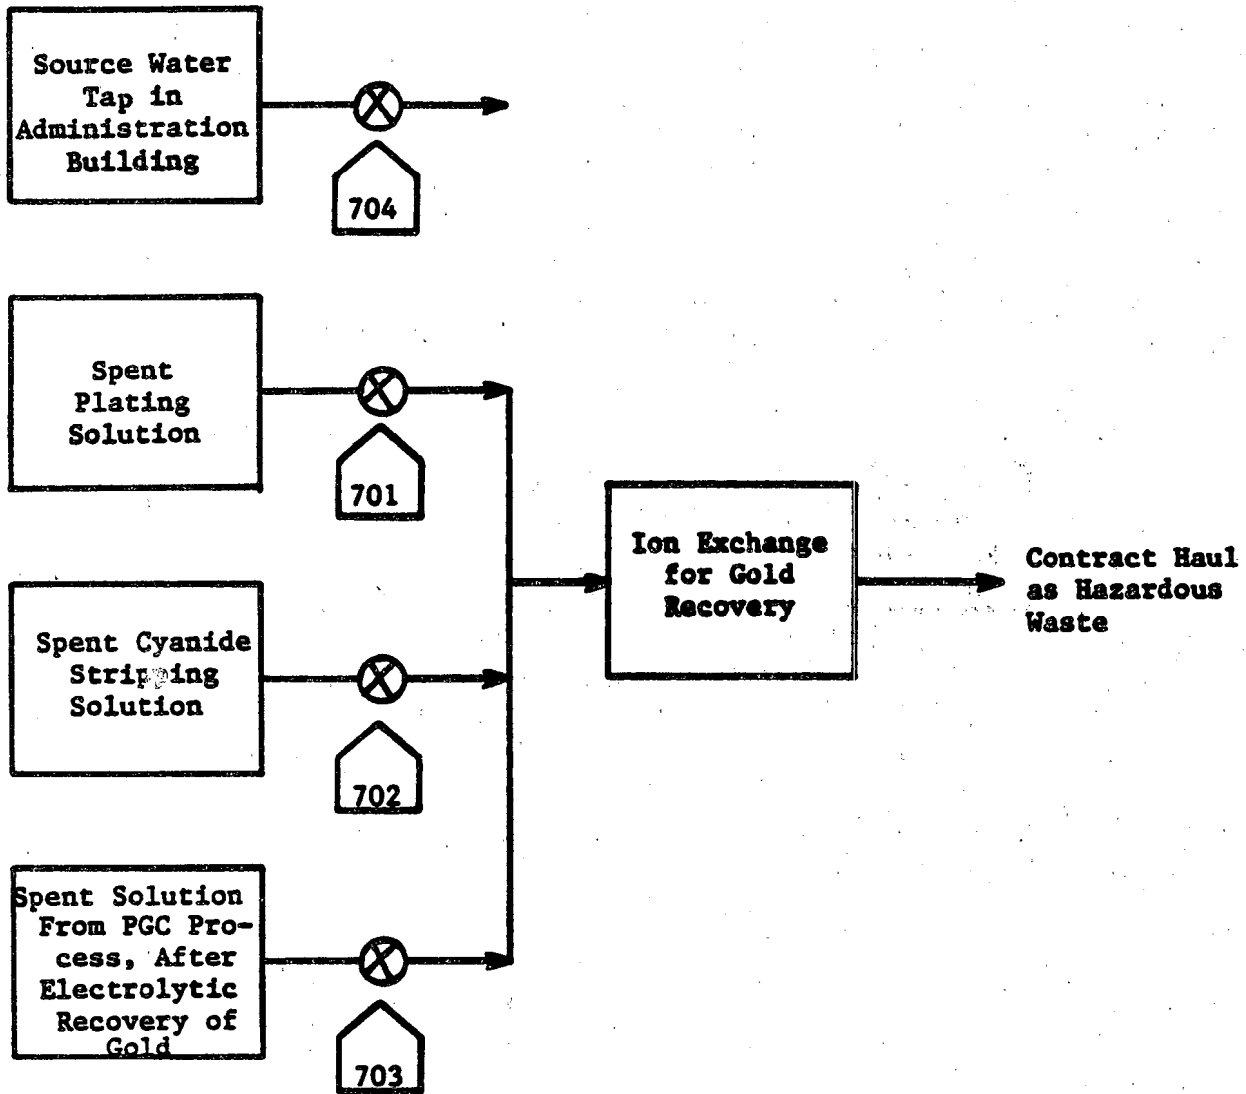 Source Water
Tap in
Administration
Building
704
Spent
Plating
Solution
701
Ion Exchange
for Gold
Recovery
Contract Haul
as Hazardous
Waste
Spent Cyanide
Stripping
Solution
702
Spent Solution
From PGC Pro-
cess, After
Electrolytic
Recovery of
Gold
703